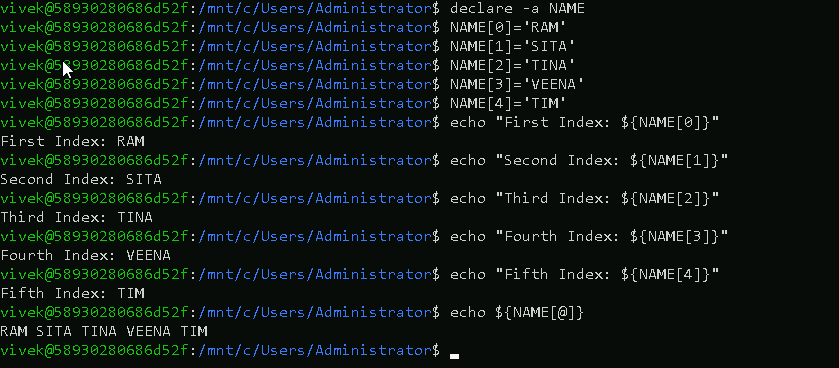 vivek@58930280686d52f:/mnt/c/Users/Administrator$ declare -a NAME
vivek@58930280686d52f:/mnt/c/Users/Administrator$ NAME[0]='RAM'
vivek@58930280686d52f:/mnt/c/Users/Administrator$ NAME[1]='SITA'
vivek@58930280686d52f:/mnt/c/Users/Administrator$ NAME[2]='TINA'
vivek@58930280686d52f:/mnt/c/Users/Administrator$ NAME[3]='VEENA'
vivek@58930280686d52f:/mnt/c/Users/Administrator$ NAME[4]='TIM'
vivek@58930280686d52f:/mnt/c/Users/Administrator$ echo "First Index: ${NAME[0]}"
First Index: RAM
vivek@58930280686d52f:/mnt/c/Users/Administrator$ echo "Second Index: ${NAME[1]}"
Second Index: SITA
vivek@58930280686d52f:/mnt/c/Users/Administrator$ echo "Third Index: ${NAME[2]}"
Third Index: TINA
vivek@58930280686d52f:/mnt/c/Users/Administrator$ echo "Fourth Index: ${NAME[3]}"
Fourth Index: VEENA
vivek@58930280686d52f:/mnt/c/Users/Administrator$ echo "Fifth Index: ${NAME[4]}"
Fifth Index: TIM
vivek@58930280686d52f:/mnt/c/Users/Administrator$ echo ${NAME[@]}
RAM SITA TINA VEENA TIM
vivek@58930280686d52f:/mnt/c/Users/Administrator$